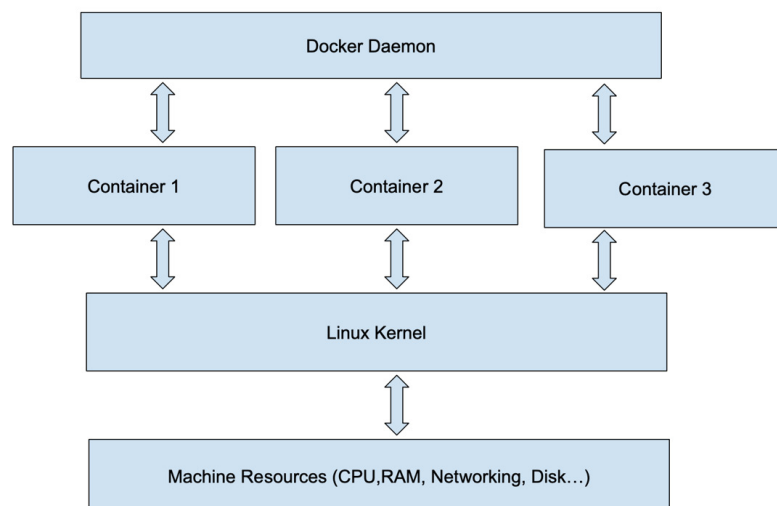 Docker Daemon
Container 1
Container 2
Container 3
Linux Kernel
Machine Resources (CPU,RAM, Networking, Disk...)